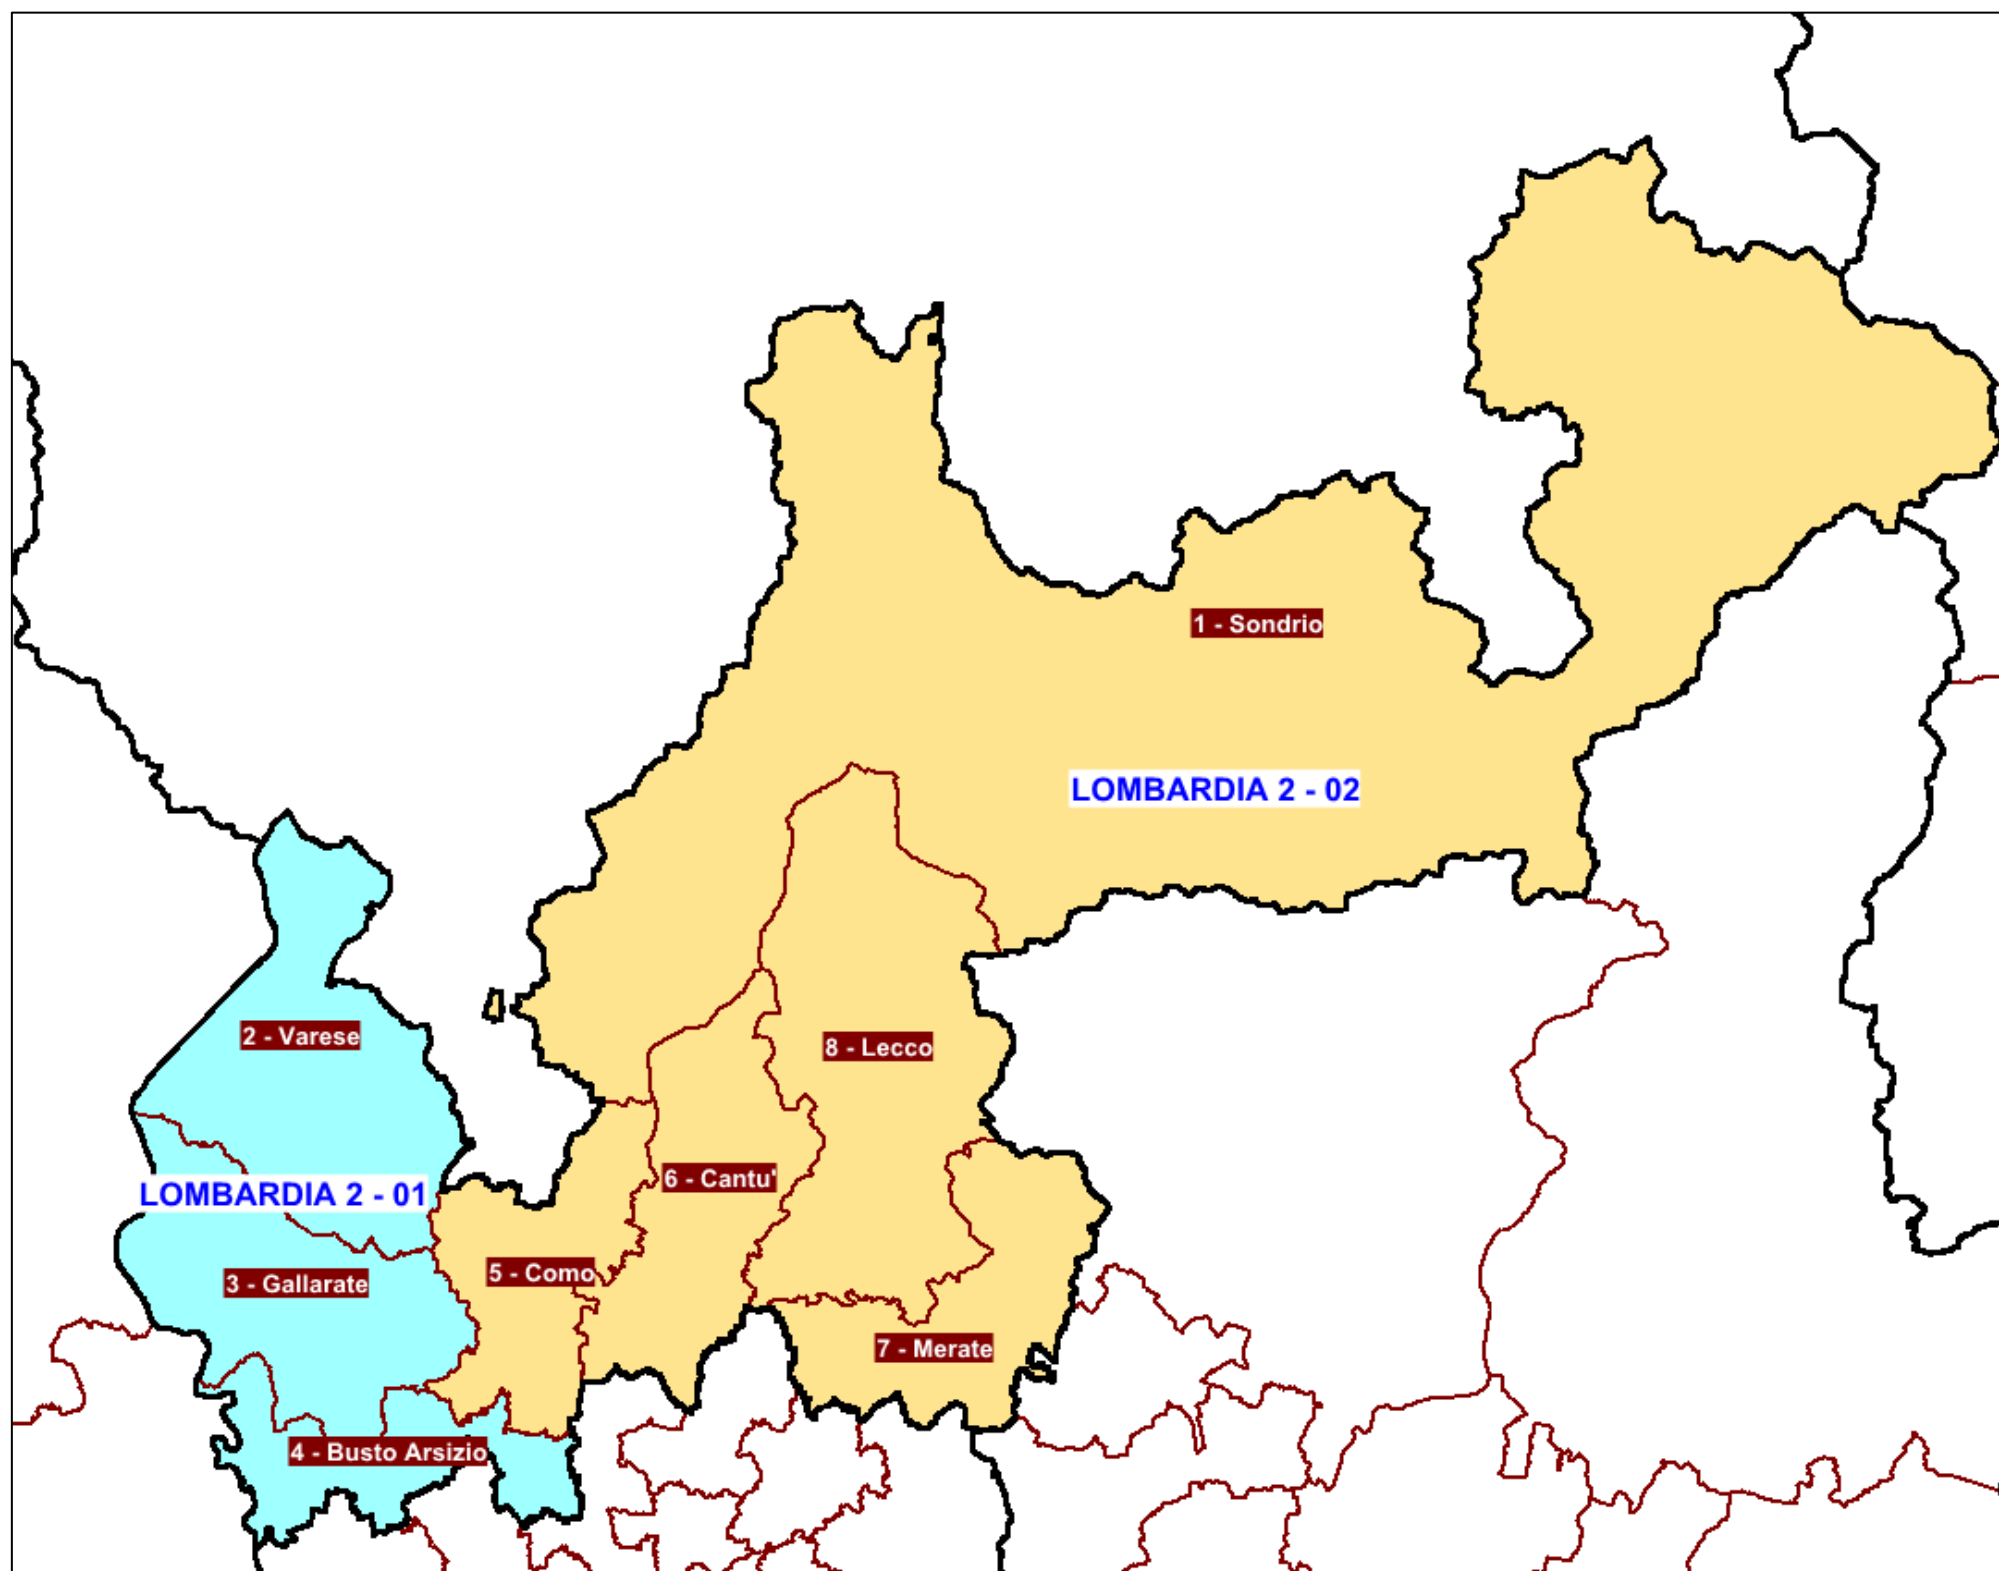 1 - Sondrio
LOMBARDIA 2 - 02
2 - Varese
8 - Lecco
6 - Cantu'
LOMBARDIA 2 - 01
5 - Como
3 - Gallarate
7 - Merate
4 - Busto Arsizio